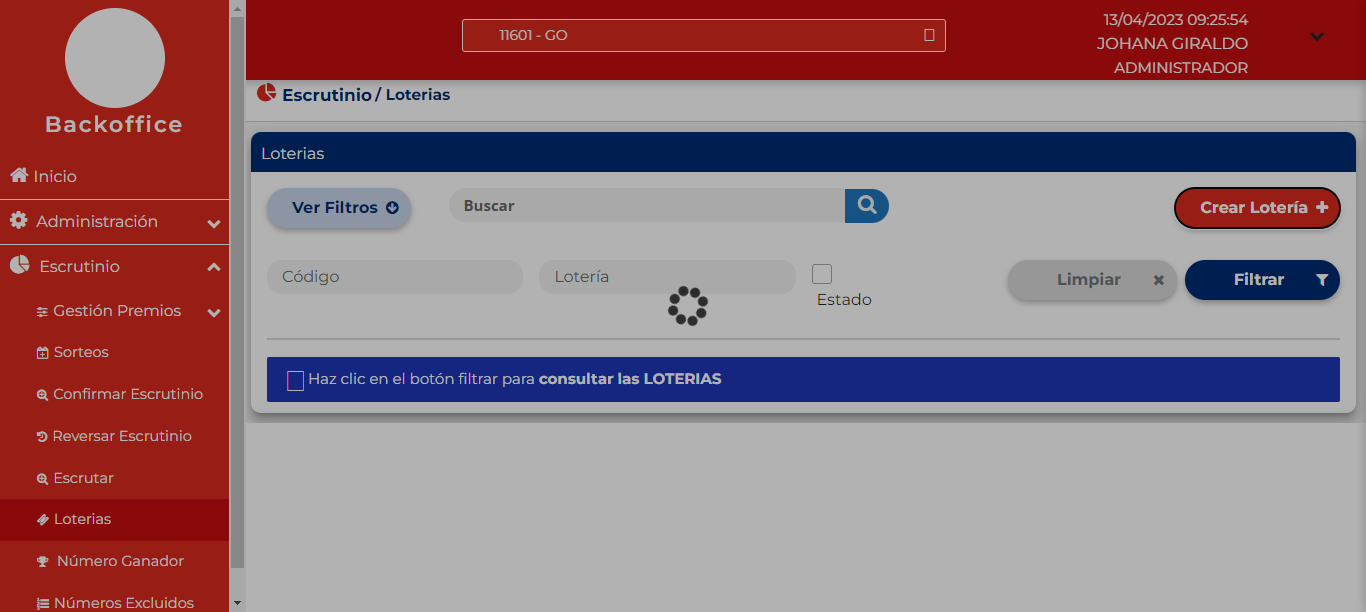 Backoffice
Inicio
Administración
Escrutinio
Gestión Premios
Sorteos
Confirmar Escrutinio
Reversar Escrutinio
Escrutar
Loterias
Número Ganador
Números Excluidos
11601 - GO
13/04/2023 09:25:54
JOHANA GIRALDO
ADMINISTRADOR
Escrutinio / Loterias
Loterias
Ver Filtros
Buscar
Crear Lotería
Código
Lotería
Estado
Limpiar
Filtrar
Haz clic en el botón filtrar para consultar las LOTERIAS